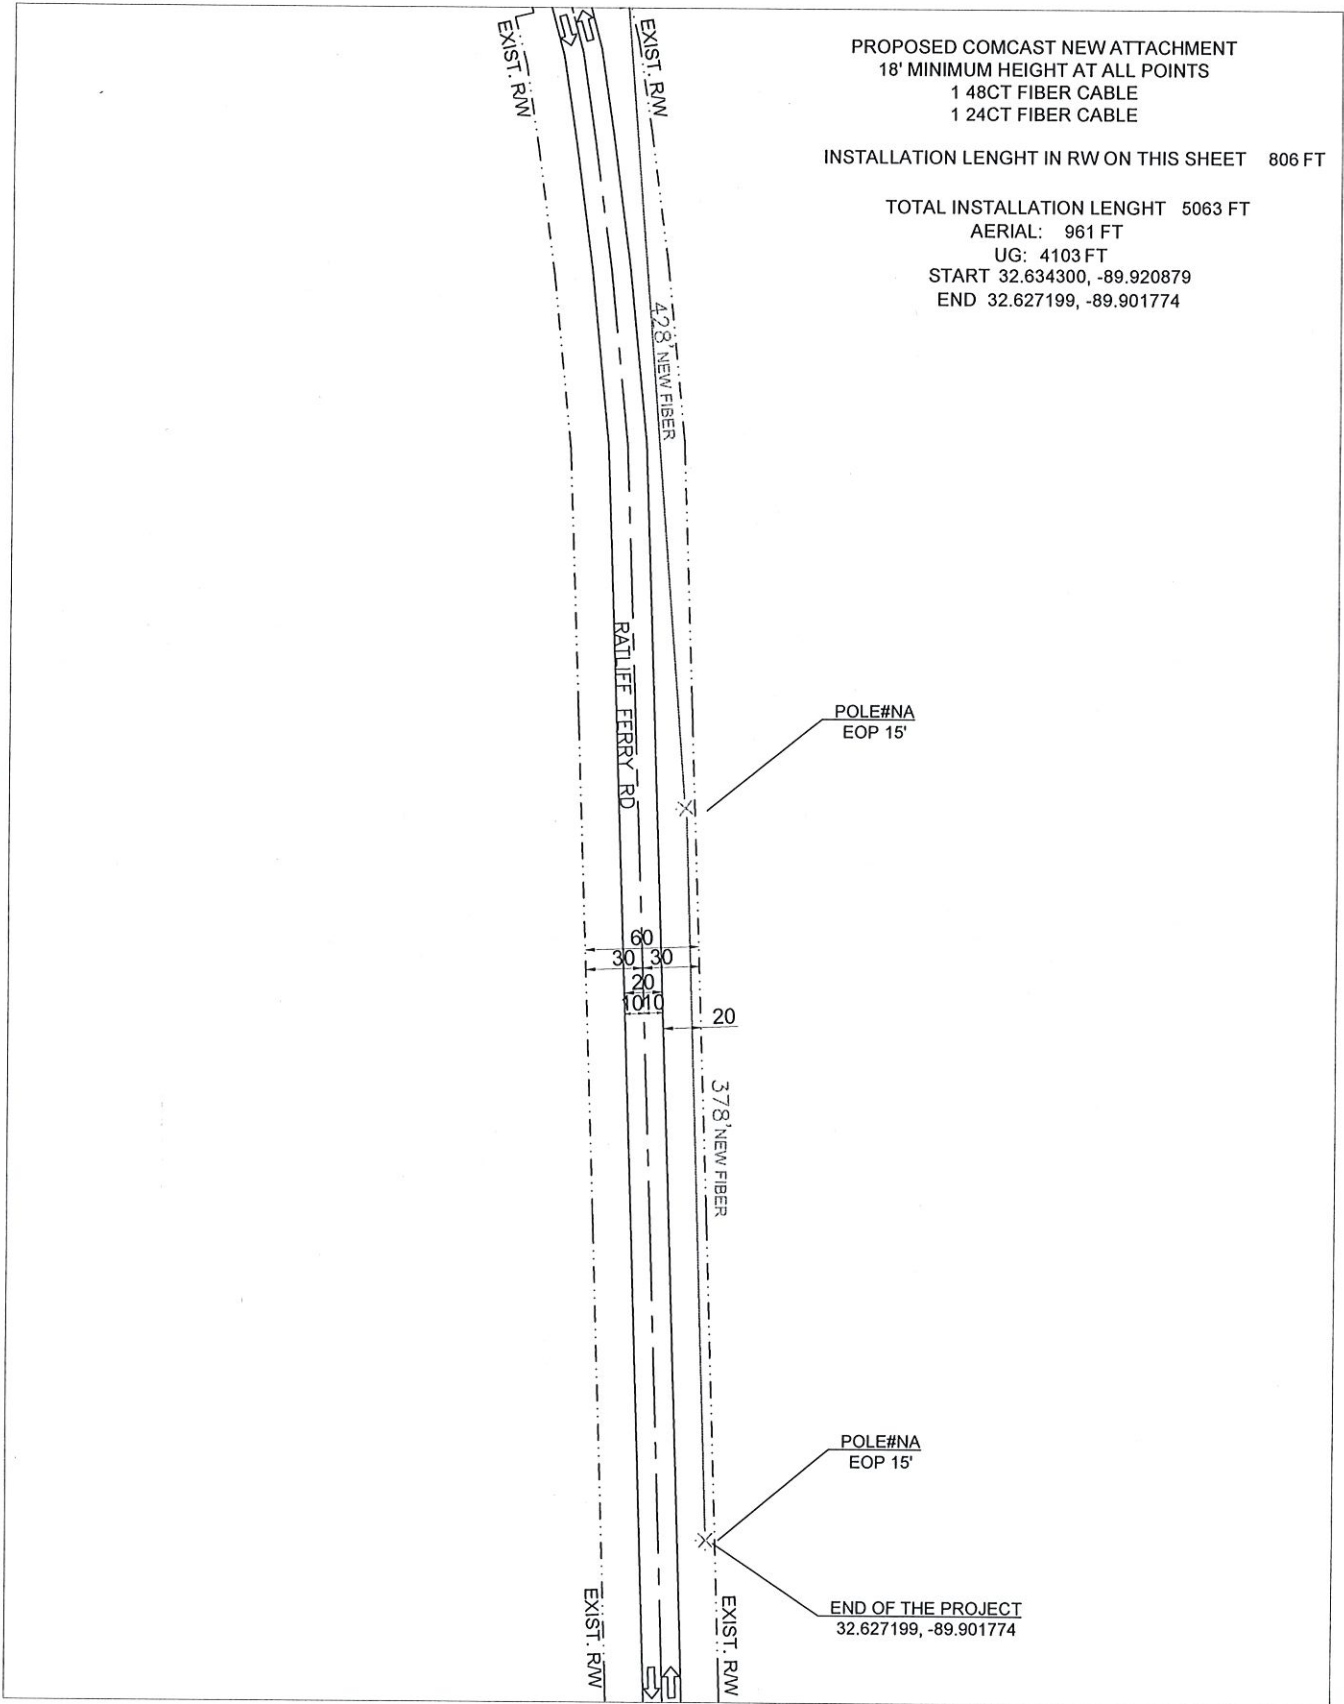 EXIST. R/W
EXIST. R/W
PROPOSED COMCAST NEW ATTACHMENT
18' MINIMUM HEIGHT AT ALL POINTS
1 48CT FIBER CABLE
1 24CT FIBER CABLE
INSTALLATION LENGHT IN RW ON THIS SHEET 806 FT
TOTAL INSTALLATION LENGHT 5063 FT
AERIAL: 961 FT
UG: 4103 FT
START 32.634300, -89.920879
END 32.627199, -89.901774
428' NEW FIBER
RATLIFF FERRY RD
POLE#NA
EOP 15'
60
30 30
20
10 10
20
378' NEW FIBER
POLE#NA
EOP 15'
END OF THE PROJECT
32.627199, -89.901774
EXIST. R/W
EXIST. R/W